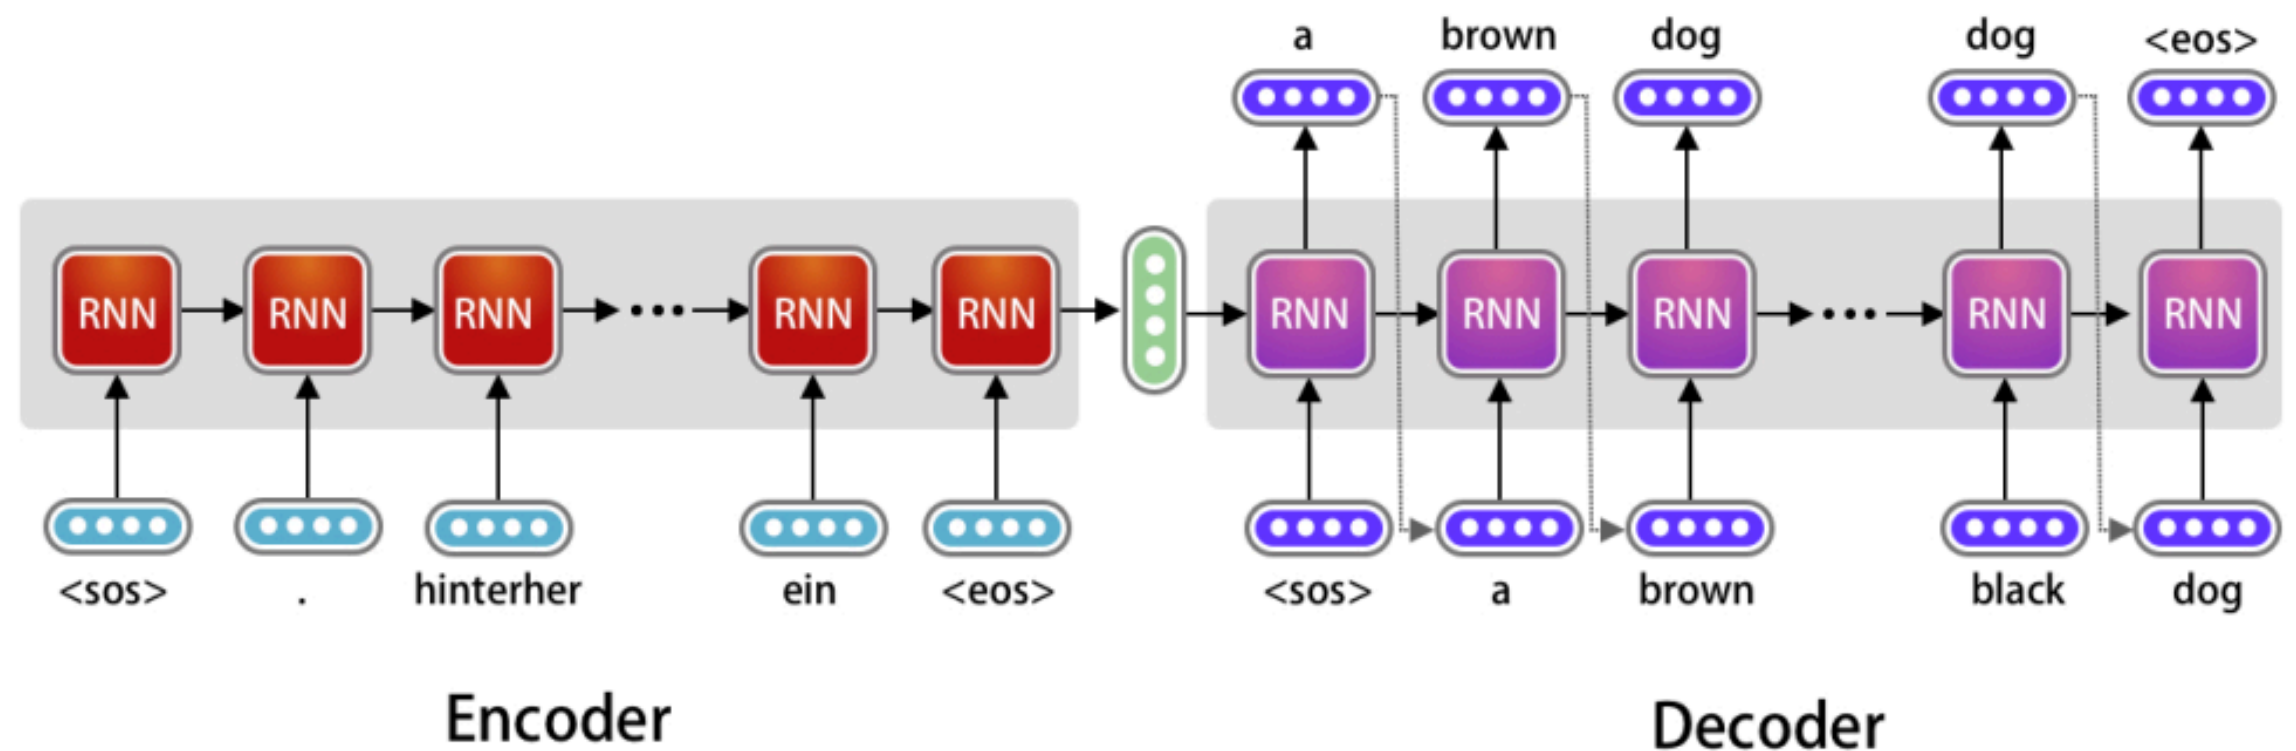 a brown dog dog <eos>
RNN RNN RNN ... RNN RNN RNN RNN RNN ... RNN RNN
<sos> . hinterher ein <eos> <sos> a brown black dog
Encoder Decoder